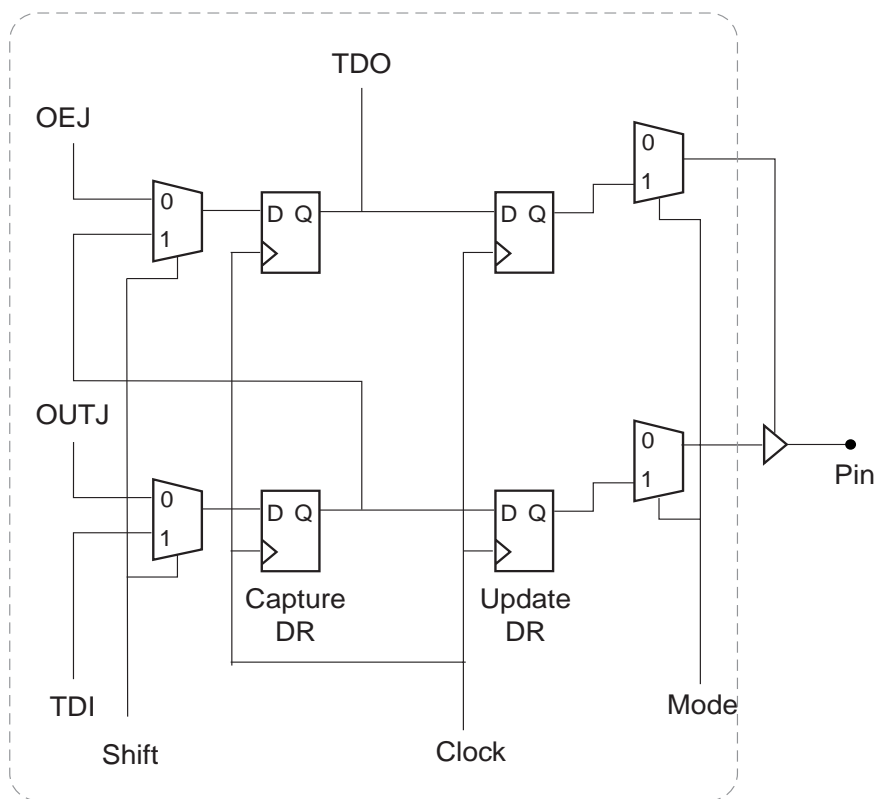 TDO
OEJ
0
1
D Q
D Q
0
1
OUTJ
0
1
D Q
D Q
0
1
Pin
Capture
DR
Update
DR
TDI
Shift
Clock
Mode